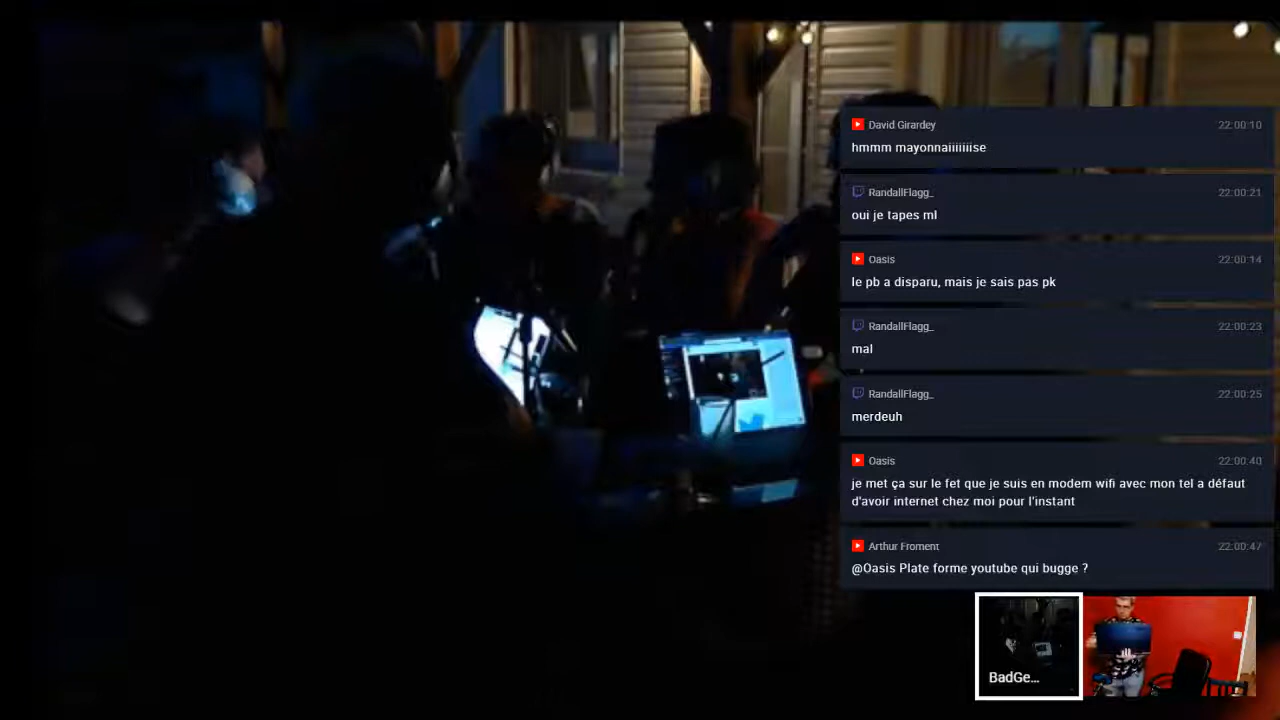 David Girardey 22:00:10
hmmm mayonnaiiiiiiise
RandallFlagg_ 22:00:21
oui je tapes ml
Oasis 22:00:14
le pb a disparu, mais je sais pas pk
RandallFlagg_ 22:00:23
mal
RandallFlagg_ 22:00:25
merdeuh
Oasis 22:00:40
je met ça sur le fet que je suis en modem wifi avec mon tel a défaut
d'avoir internet chez moi pour l'instant
Arthur Froment 22:00:47
@Oasis Plate forme youtube qui bugge ?
BadGe...